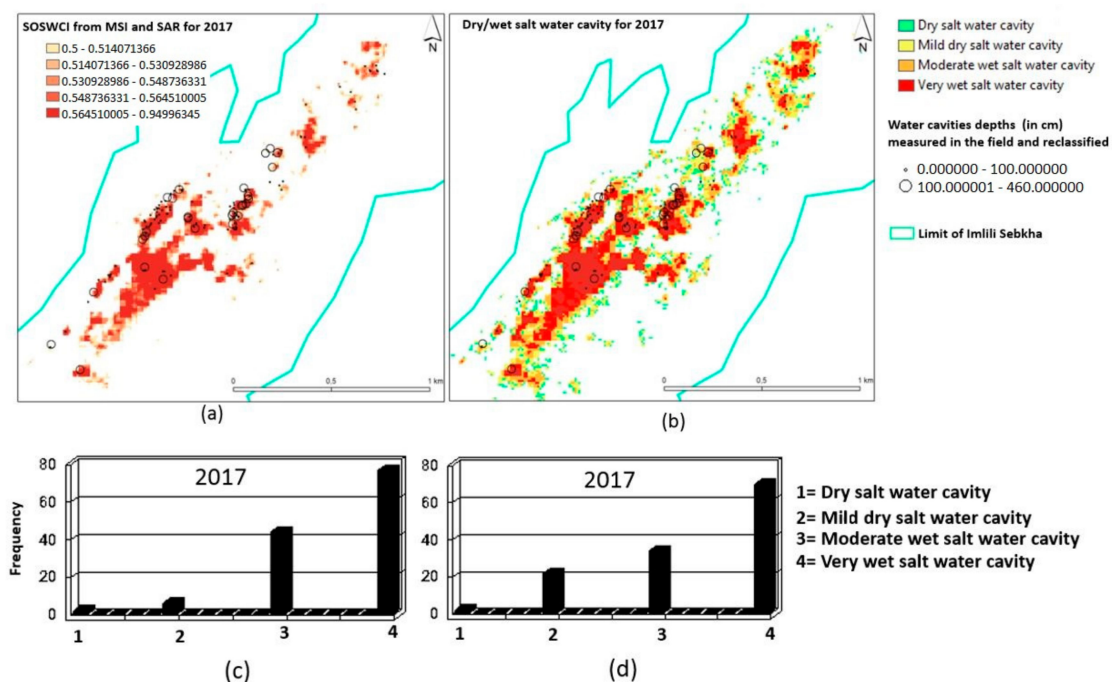 SOSWCI from MSI and SAR for 2017
0.5 - 0.514071366
0.514071366 - 0.530928986
0.530928986 - 0.548736331
0.548736331 - 0.564510005
0.564510005 - 0.94996345
N
0 0.5 1 km
(a)
Dry/wet salt water cavity for 2017
N
0 0.5 1 km
(b)
Dry salt water cavity
Mild dry salt water cavity
Moderate wet salt water cavity
Very wet salt water cavity
Water cavities depths (in cm)
measured in the field and reclassified
0.000000 - 100.000000
100.000001 - 460.000000
Limit of Imlili Sebkha
Frequency
80
60
40
20
0
2017
1 2 3 4
(c)
80
60
40
20
0
2017
1 2 3 4
(d)
1= Dry salt water cavity
2= Mild dry salt water cavity
3= Moderate wet salt water cavity
4= Very wet salt water cavity